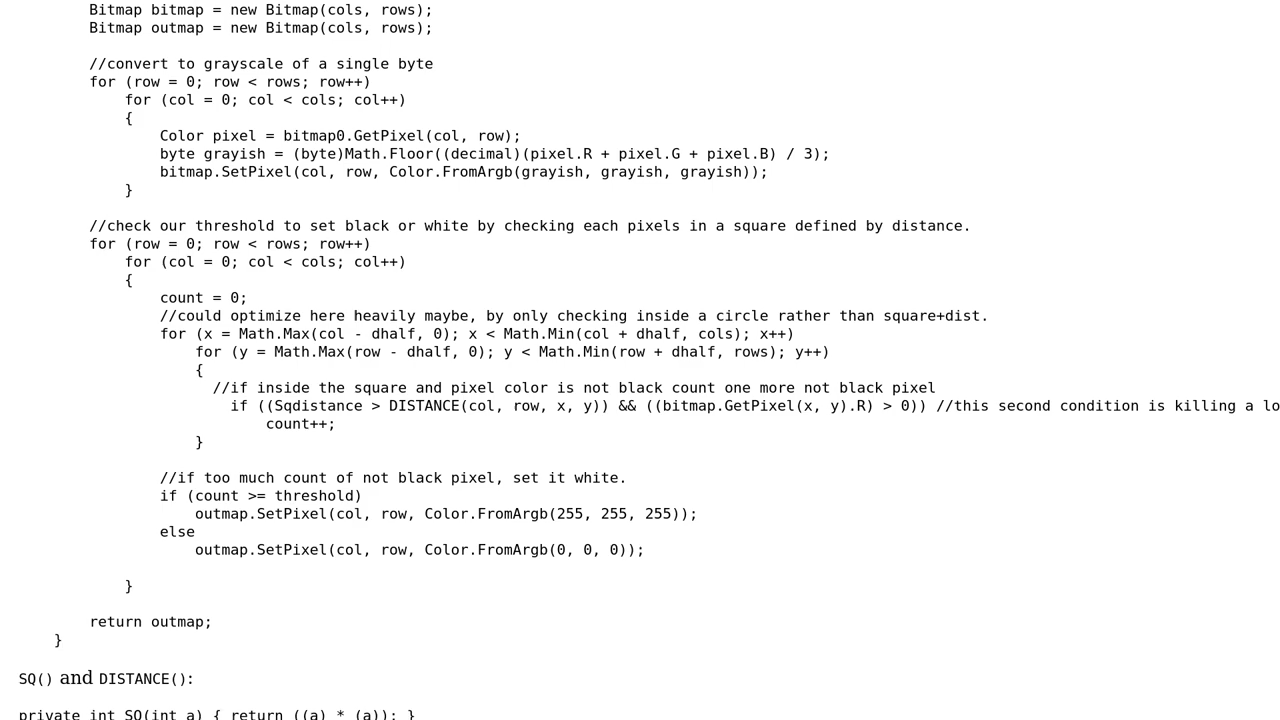 Bitmap bitmap = new Bitmap(cols, rows);
Bitmap outmap = new Bitmap(cols, rows);
//convert to grayscale of a single byte
for (row = 0; row < rows; row++)
for (col = 0; col < cols; col++)
{
Color pixel = bitmap0.GetPixel(col, row);
byte grayish = (byte)Math.Floor((decimal)(pixel.R + pixel.G + pixel.B) / 3);
bitmap.SetPixel(col, row, Color.FromArgb(grayish, grayish, grayish));
}
//check our threshold to set black or white by checking each pixels in a square defined by distance.
for (row = 0; row < rows; row++)
for (col = 0; col < cols; col++)
{
count = 0;
//could optimize here heavily maybe, by only checking inside a circle rather than square+dist.
for (x = Math.Max(col - dhalf, 0); x < Math.Min(col + dhalf, cols); x++)
for (y = Math.Max(row - dhalf, 0); y < Math.Min(row + dhalf, rows); y++)
{
//if inside the square and pixel color is not black count one more not black pixel
if ((Sqdistance > DISTANCE(col, row, x, y)) && ((bitmap.GetPixel(x, y).R) > 0)) //this second condition is killing a lo
count++;
}
//if too much count of not black pixel, set it white.
if (count >= threshold)
outmap.SetPixel(col, row, Color.FromArgb(255, 255, 255));
else
outmap.SetPixel(col, row, Color.FromArgb(0, 0, 0));
}
return outmap;
}
SQ() and DISTANCE():
private int SQ(int a) { return ((a) * (a)); }